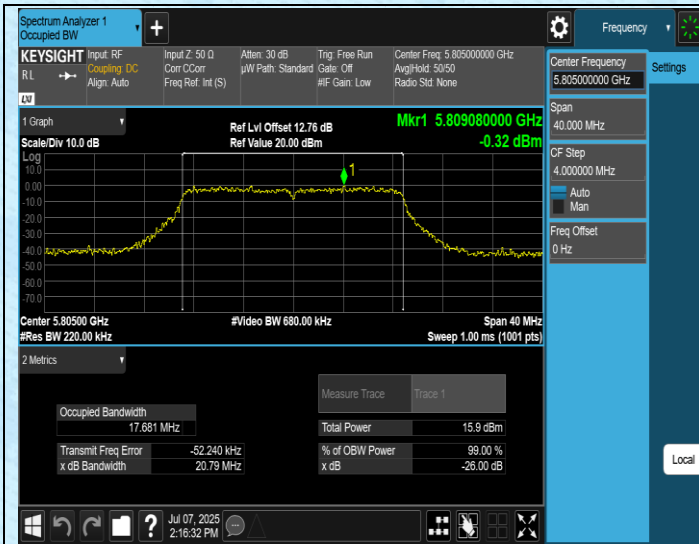 Spectrum Analyzer 1
Occupied BW
Frequency
KEYSIGHT
RL
LXI
Input: RF
Coupling: DC
Align: Auto
Input Z: 50 Ω
Corr CCorr
Freq Ref: Int (S)
Atten: 30 dB
µW Path: Standard
Trig: Free Run
Gate: Off
#IF Gain: Low
Center Freq: 5.805000000 GHz
Avg|Hold: 50/50
Radio Std: None
1 Graph
Scale/Div 10.0 dB
Ref Lvl Offset 12.76 dB
Ref Value 20.00 dBm
Mkr1 5.809080000 GHz
-0.32 dBm
Log
10.0
0.00
-10.0
-20.0
-30.0
-40.0
-50.0
-60.0
-70.0
1
Center 5.80500 GHz
#Res BW 220.00 kHz
#Video BW 680.00 kHz
Span 40 MHz
Sweep 1.00 ms (1001 pts)
2 Metrics
Measure Trace
Trace 1
Occupied Bandwidth
17.681 MHz
Total Power
15.9 dBm
Transmit Freq Error
-52.240 kHz
% of OBW Power
99.00 %
x dB Bandwidth
20.79 MHz
x dB
-26.00 dB
Center Frequency
5.805000000 GHz
Settings
Span
40.000 MHz
CF Step
4.000000 MHz
Auto
Man
Freq Offset
0 Hz
Local
?
Jul 07, 2025
2:16:32 PM